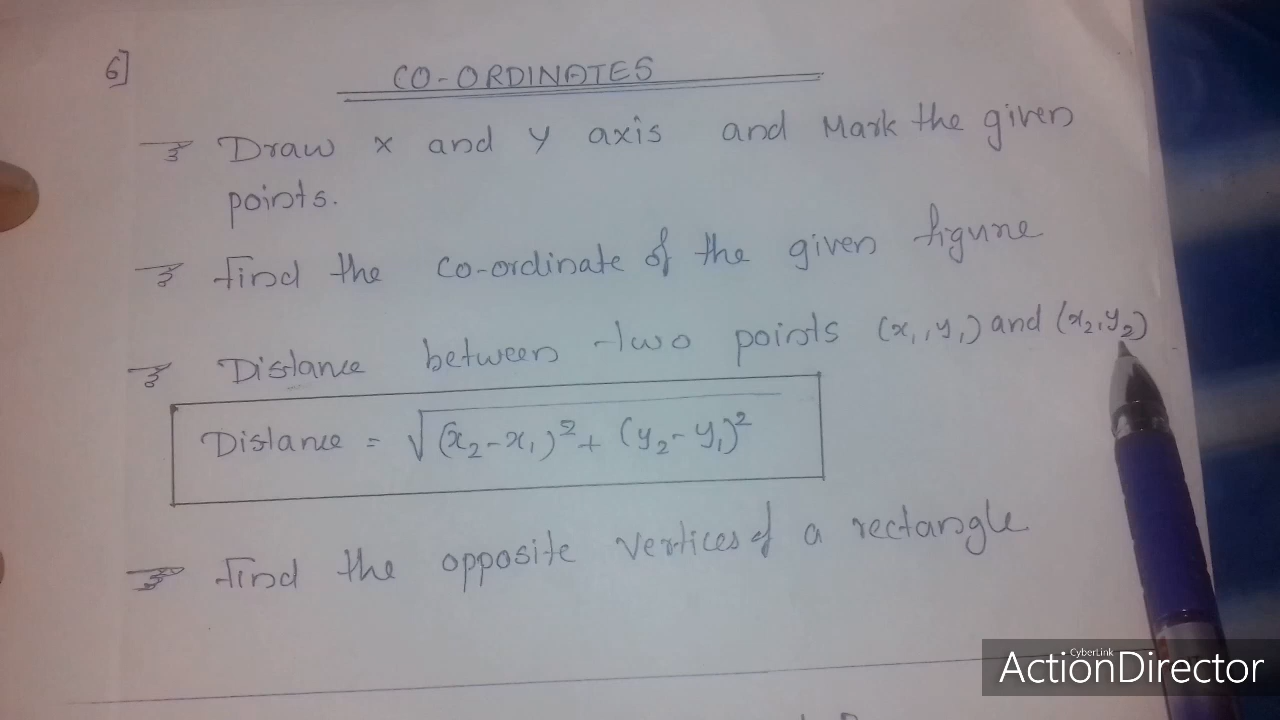 6]
CO-ORDINATES
Draw x and y axis and Mark the given
points.
Find the co-ordinate of the given figure
Distance between two points (x₁, y₁) and (x₂, y₂)
Distance = √(x₂-x₁)² + (y₂-y₁)²
Find the opposite vertices of a rectangle
CyberLink
ActionDirector